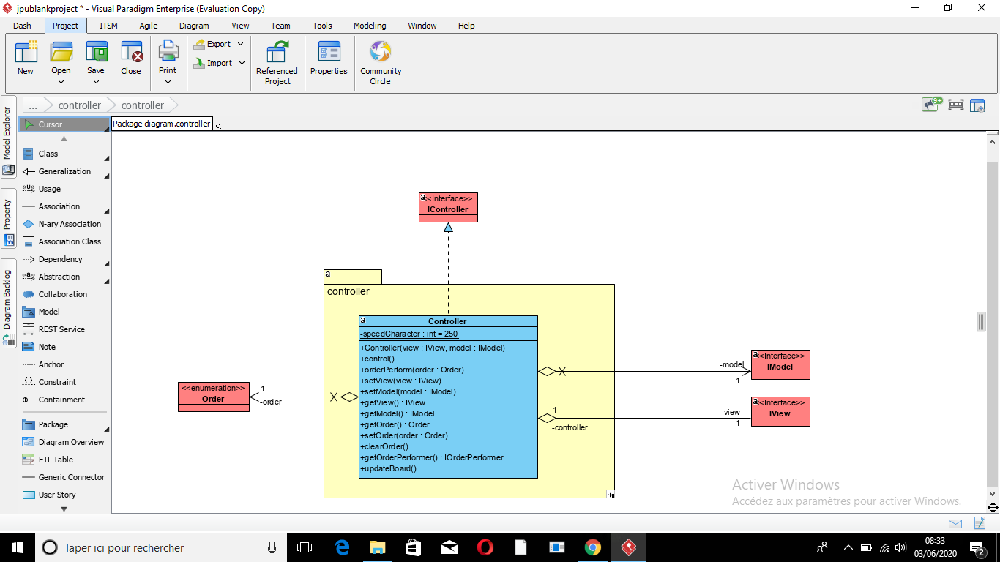 jpublankproject * - Visual Paradigm Enterprise (Evaluation Copy)
Dash Project ITSM Agile Diagram View Team Tools Modeling Window Help
New Open Save Close Print Export Import Referenced Project Properties Community Circle
... controller controller
9+
Model Explorer
Property
Diagram Backlog
Cursor
Class
Generalization
<<U>> Usage
Association
N-ary Association
Association Class
Dependency
<<a>> Abstraction
Collaboration
Model
REST Service
Note
Anchor
{.} Constraint
Containment
Package
Diagram Overview
ETL Table
Generic Connector
User Story
Package diagram.controller
a
<<Interface>>
IController
a
controller
a
Controller
-speedCharacter : int = 250
+Controller(view : IView, model : IModel)
+control()
+orderPerform(order : Order)
+setView(view : IView)
+setModel(model : IModel)
+getView() : IView
+getModel() : IModel
+getOrder() : Order
+setOrder(order : Order)
+clearOrder()
+getOrderPerformer() : IOrderPerformer
+updateBoard()
<<enumeration>>
Order
1
-order
-model
1
a
<<Interface>>
IModel
1
-controller
-view
1
a
<<Interface>>
IView
Activer Windows
Accédez aux paramètres pour activer Windows.
Taper ici pour rechercher
08:33
03/06/2020
2